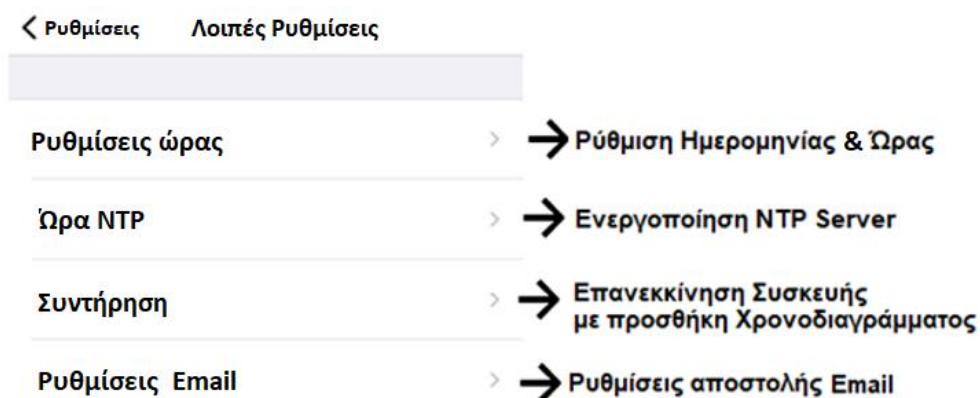 Ρυθμίσεις Λοιπές Ρυθμίσεις
Ρυθμίσεις ώρας Ρύθμιση Ημερομηνίας & Ώρας
Ώρα NTP Ενεργοποίηση NTP Server
Συντήρηση Επανεκκίνηση Συσκευής
με προσθήκη Χρονοδιαγράμματος
Ρυθμίσεις Email Ρυθμίσεις αποστολής Email